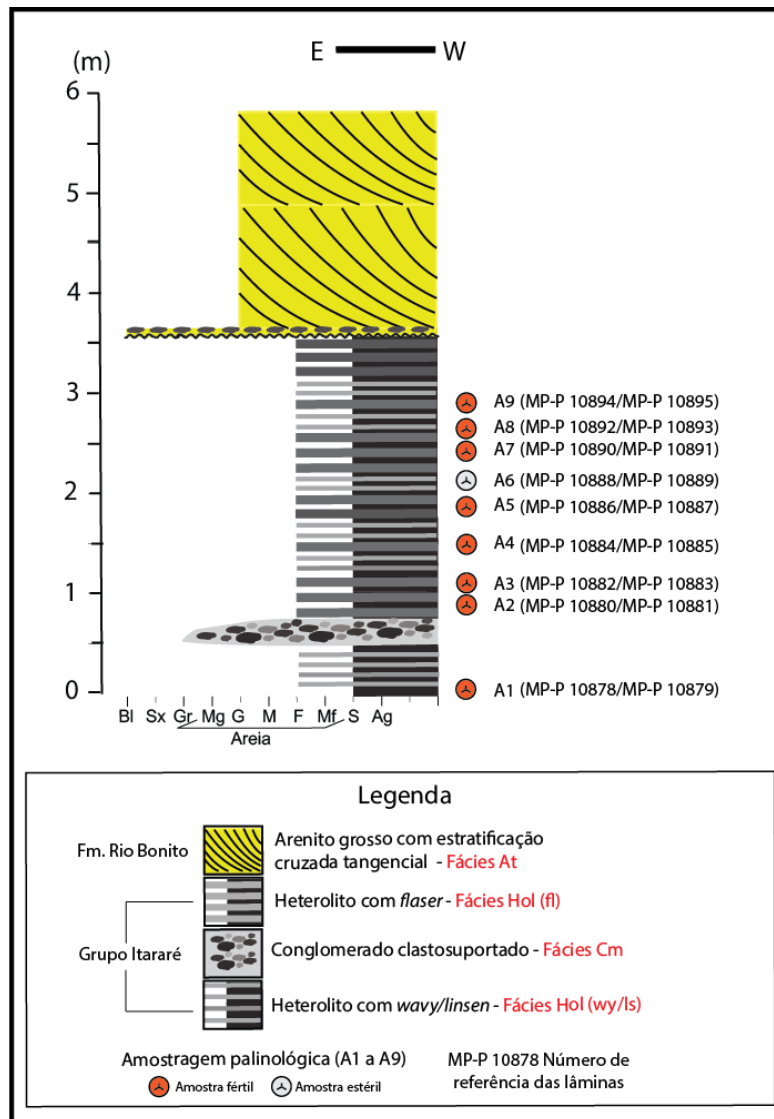 E W
(m)
6
5
4
3
2
1
0
A9 (MP-P 10894/MP-P 10895)
A8 (MP-P 10892/MP-P 10893)
A7 (MP-P 10890/MP-P 10891)
A6 (MP-P 10888/MP-P 10889)
A5 (MP-P 10886/MP-P 10887)
A4 (MP-P 10884/MP-P 10885)
A3 (MP-P 10882/MP-P 10883)
A2 (MP-P 10880/MP-P 10881)
A1 (MP-P 10878/MP-P 10879)
Bl Sx Gr Mg G M F Mf S Ag
Areia
Legenda
Fm. Rio Bonito
Arenito grosso com estratificação
cruzada tangencial - Fácies At
Heterolito com flaser - Fácies Hol (fl)
Grupo Itararé
Conglomerado clastosuportado - Fácies Cm
Heterolito com wavy/linsen - Fácies Hol (wy/ls)
Amostragem palinológica (A1 a A9)
Amostra fértil Amostra estéril
MP-P 10878 Número de
referência das lâminas